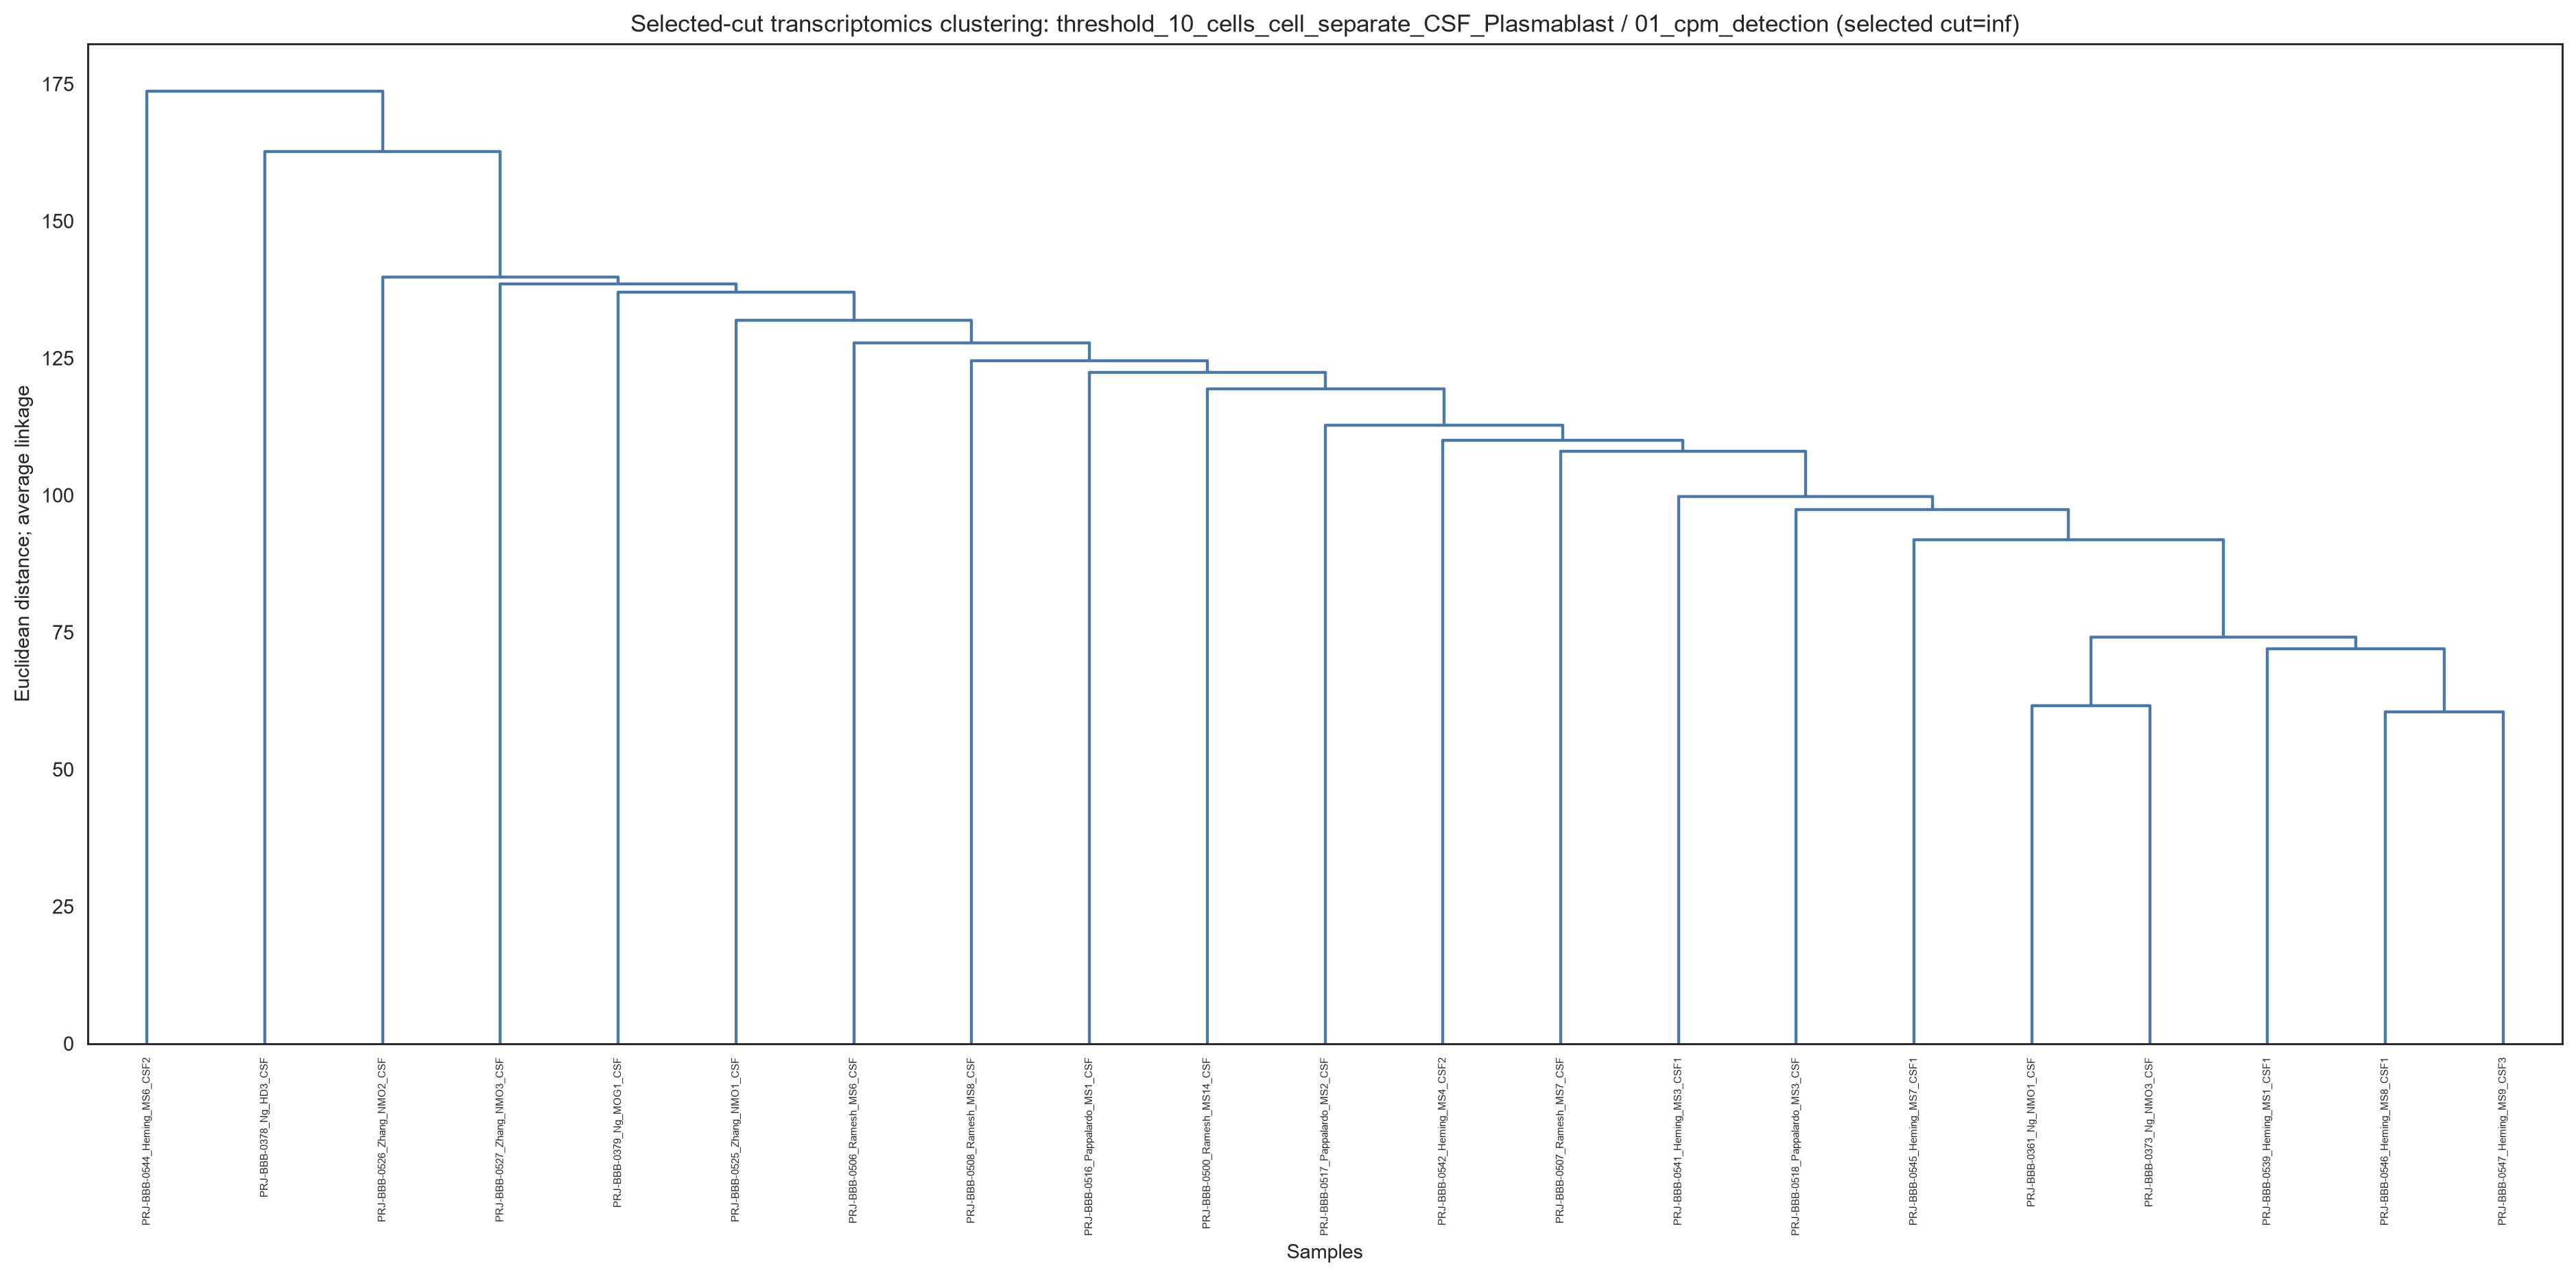 Selected-cut transcriptomics clustering: threshold_10_cells_cell_separate_CSF_Plasmablast / 01_cpm_detection (selected cut=inf)
Euclidean distance; average linkage
175
150
125
100
75
50
25
0
PRJ-BBB-0544_Heming_MS6_CSF2
PRJ-BBB-0378_Ng_HD3_CSF
PRJ-BBB-0526_Zhang_NMO2_CSF
PRJ-BBB-0527_Zhang_NMO3_CSF
PRJ-BBB-0379_Ng_MOG1_CSF
PRJ-BBB-0525_Zhang_NMO1_CSF
PRJ-BBB-0506_Ramesh_MS6_CSF
PRJ-BBB-0508_Ramesh_MS8_CSF
PRJ-BBB-0516_Pappalardo_MS1_CSF
PRJ-BBB-0500_Ramesh_MS14_CSF
PRJ-BBB-0517_Pappalardo_MS2_CSF
PRJ-BBB-0542_Heming_MS4_CSF2
PRJ-BBB-0507_Ramesh_MS7_CSF
PRJ-BBB-0541_Heming_MS3_CSF1
PRJ-BBB-0518_Pappalardo_MS3_CSF
PRJ-BBB-0545_Heming_MS7_CSF1
PRJ-BBB-0361_Ng_NMO1_CSF
PRJ-BBB-0373_Ng_NMO3_CSF
PRJ-BBB-0539_Heming_MS1_CSF1
PRJ-BBB-0546_Heming_MS8_CSF1
PRJ-BBB-0547_Heming_MS9_CSF3
Samples